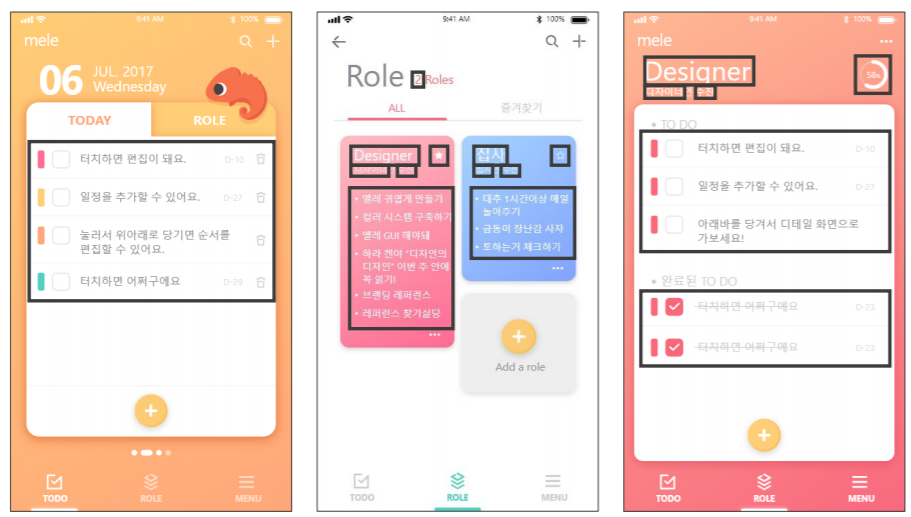 9:41 AM
100%
mele
06
JUL. 2017
Wednesday
TODAY
ROLE
터치하면 편집이 돼요.
D-10
일정을 추가할 수 있어요.
D-27
눌러서 위아래로 당기면 순서를
편집할 수 있어요.
터치하면 어쩌구에요
D-29
TODO
ROLE
MENU
9:41 AM
100%
Role
2 Roles
ALL
즐겨찾기
Designer
• 멜레 귀엽게 만들기
• 컬러 시스템 구축하기
• 멜레 GUI 해야돼
• 하라 켄야 "디자인의
디자인" 이번 주 안에
꼭 읽기!
• 브랜딩 레퍼런스
• 레퍼런스 찾기싫당
집사
• 대추 1시간이상 매일
놀아주기
• 금동이 장난감 사자
• 토하는거 체크하기
Add a role
TODO
ROLE
MENU
9:41 AM
100%
mele
Designer
58%
• TO DO
터치하면 편집이 돼요.
D-10
일정을 추가할 수 있어요.
D-27
아래바를 당겨서 디테일 화면으로
가보세요!
• 완료된 TO DO
터치하면 어쩌구에요
D-23
터치하면 어쩌구에요
D-23
TODO
ROLE
MENU